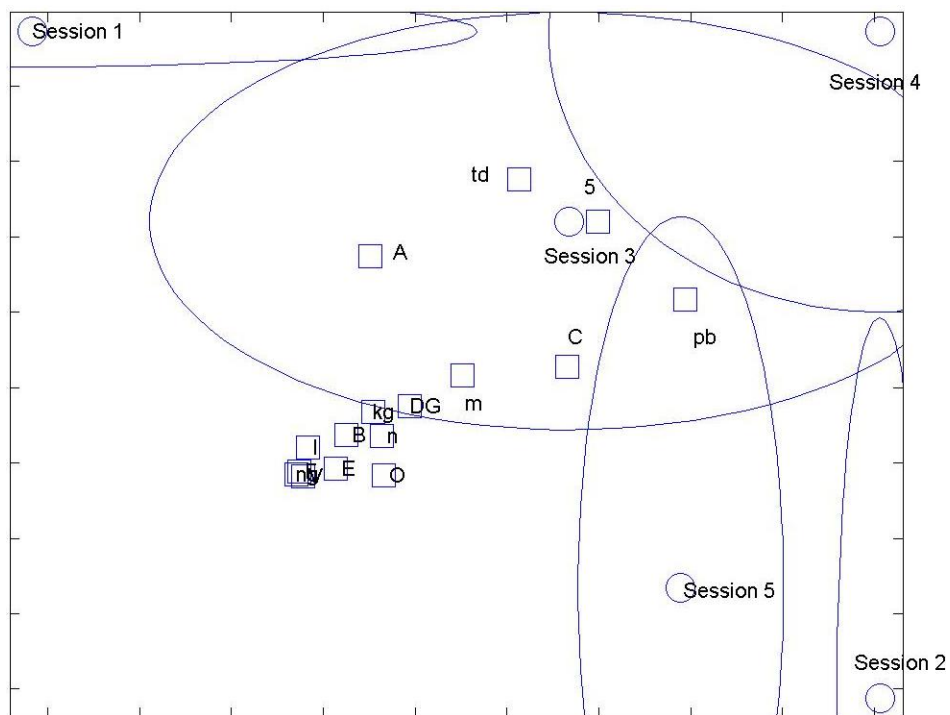 Session 1
Session 4
td
5
Session 3
A
C
pb
m
DG
kg
B
n
I
E
O
Session 5
Session 2